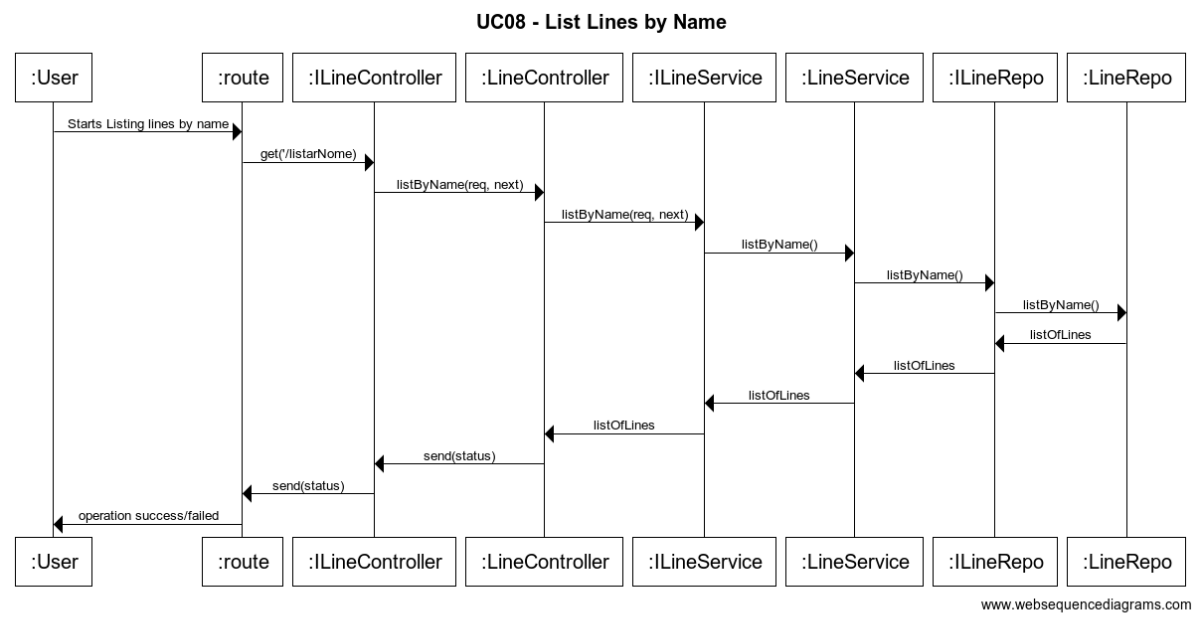 UC08 - List Lines by Name
:User
:route
:ILineController
:LineController
:ILineService
:LineService
:ILineRepo
:LineRepo
Starts Listing lines by name
get('/listarNome)
listByName(req, next)
listByName(req, next)
listByName()
listByName()
listByName()
listOfLines
listOfLines
listOfLines
listOfLines
send(status)
send(status)
operation success/failed
:User
:route
:ILineController
:LineController
:ILineService
:LineService
:ILineRepo
:LineRepo
www.websequencediagrams.com